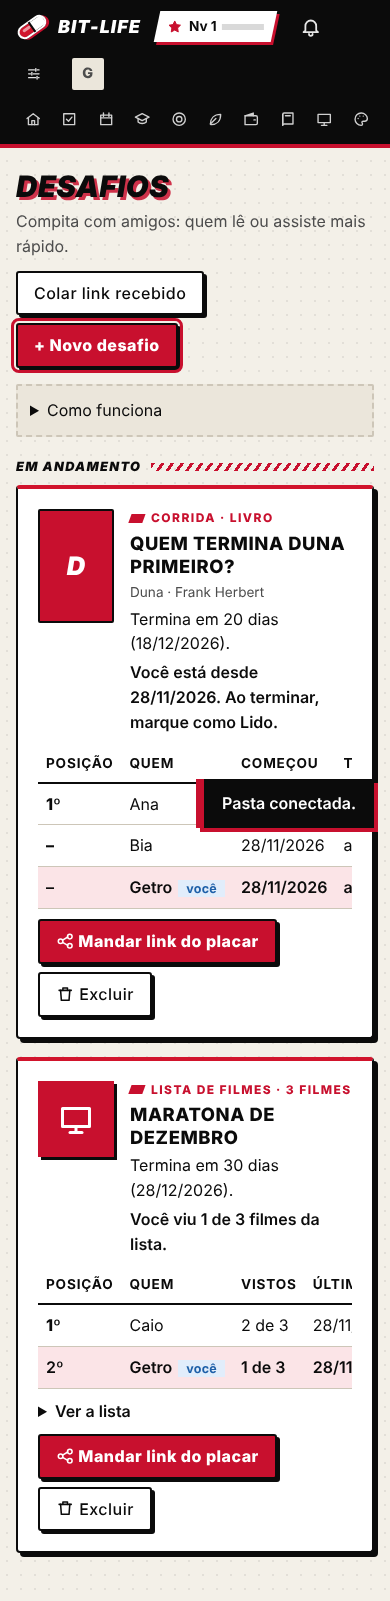 BIT-LIFE
Nv 1
G
DESAFIOS
Compita com amigos: quem lê ou assiste mais
rápido.
Colar link recebido
+ Novo desafio
Como funciona
EM ANDAMENTO
D
CORRIDA · LIVRO
QUEM TERMINA DUNA
PRIMEIRO?
Duna · Frank Herbert
Termina em 20 dias
(18/12/2026).
Você está desde
28/11/2026. Ao terminar,
marque como Lido.
POSIÇÃO QUEM COMEÇOU T
1º Ana
Pasta conectada.
– Bia 28/11/2026 a
– Getro você 28/11/2026 a
Mandar link do placar
Excluir
LISTA DE FILMES · 3 FILMES
MARATONA DE
DEZEMBRO
Termina em 30 dias
(28/12/2026).
Você viu 1 de 3 filmes da
lista.
POSIÇÃO QUEM VISTOS ÚLTIM
1º Caio 2 de 3 28/11
2º Getro você 1 de 3 28/11
Ver a lista
Mandar link do placar
Excluir